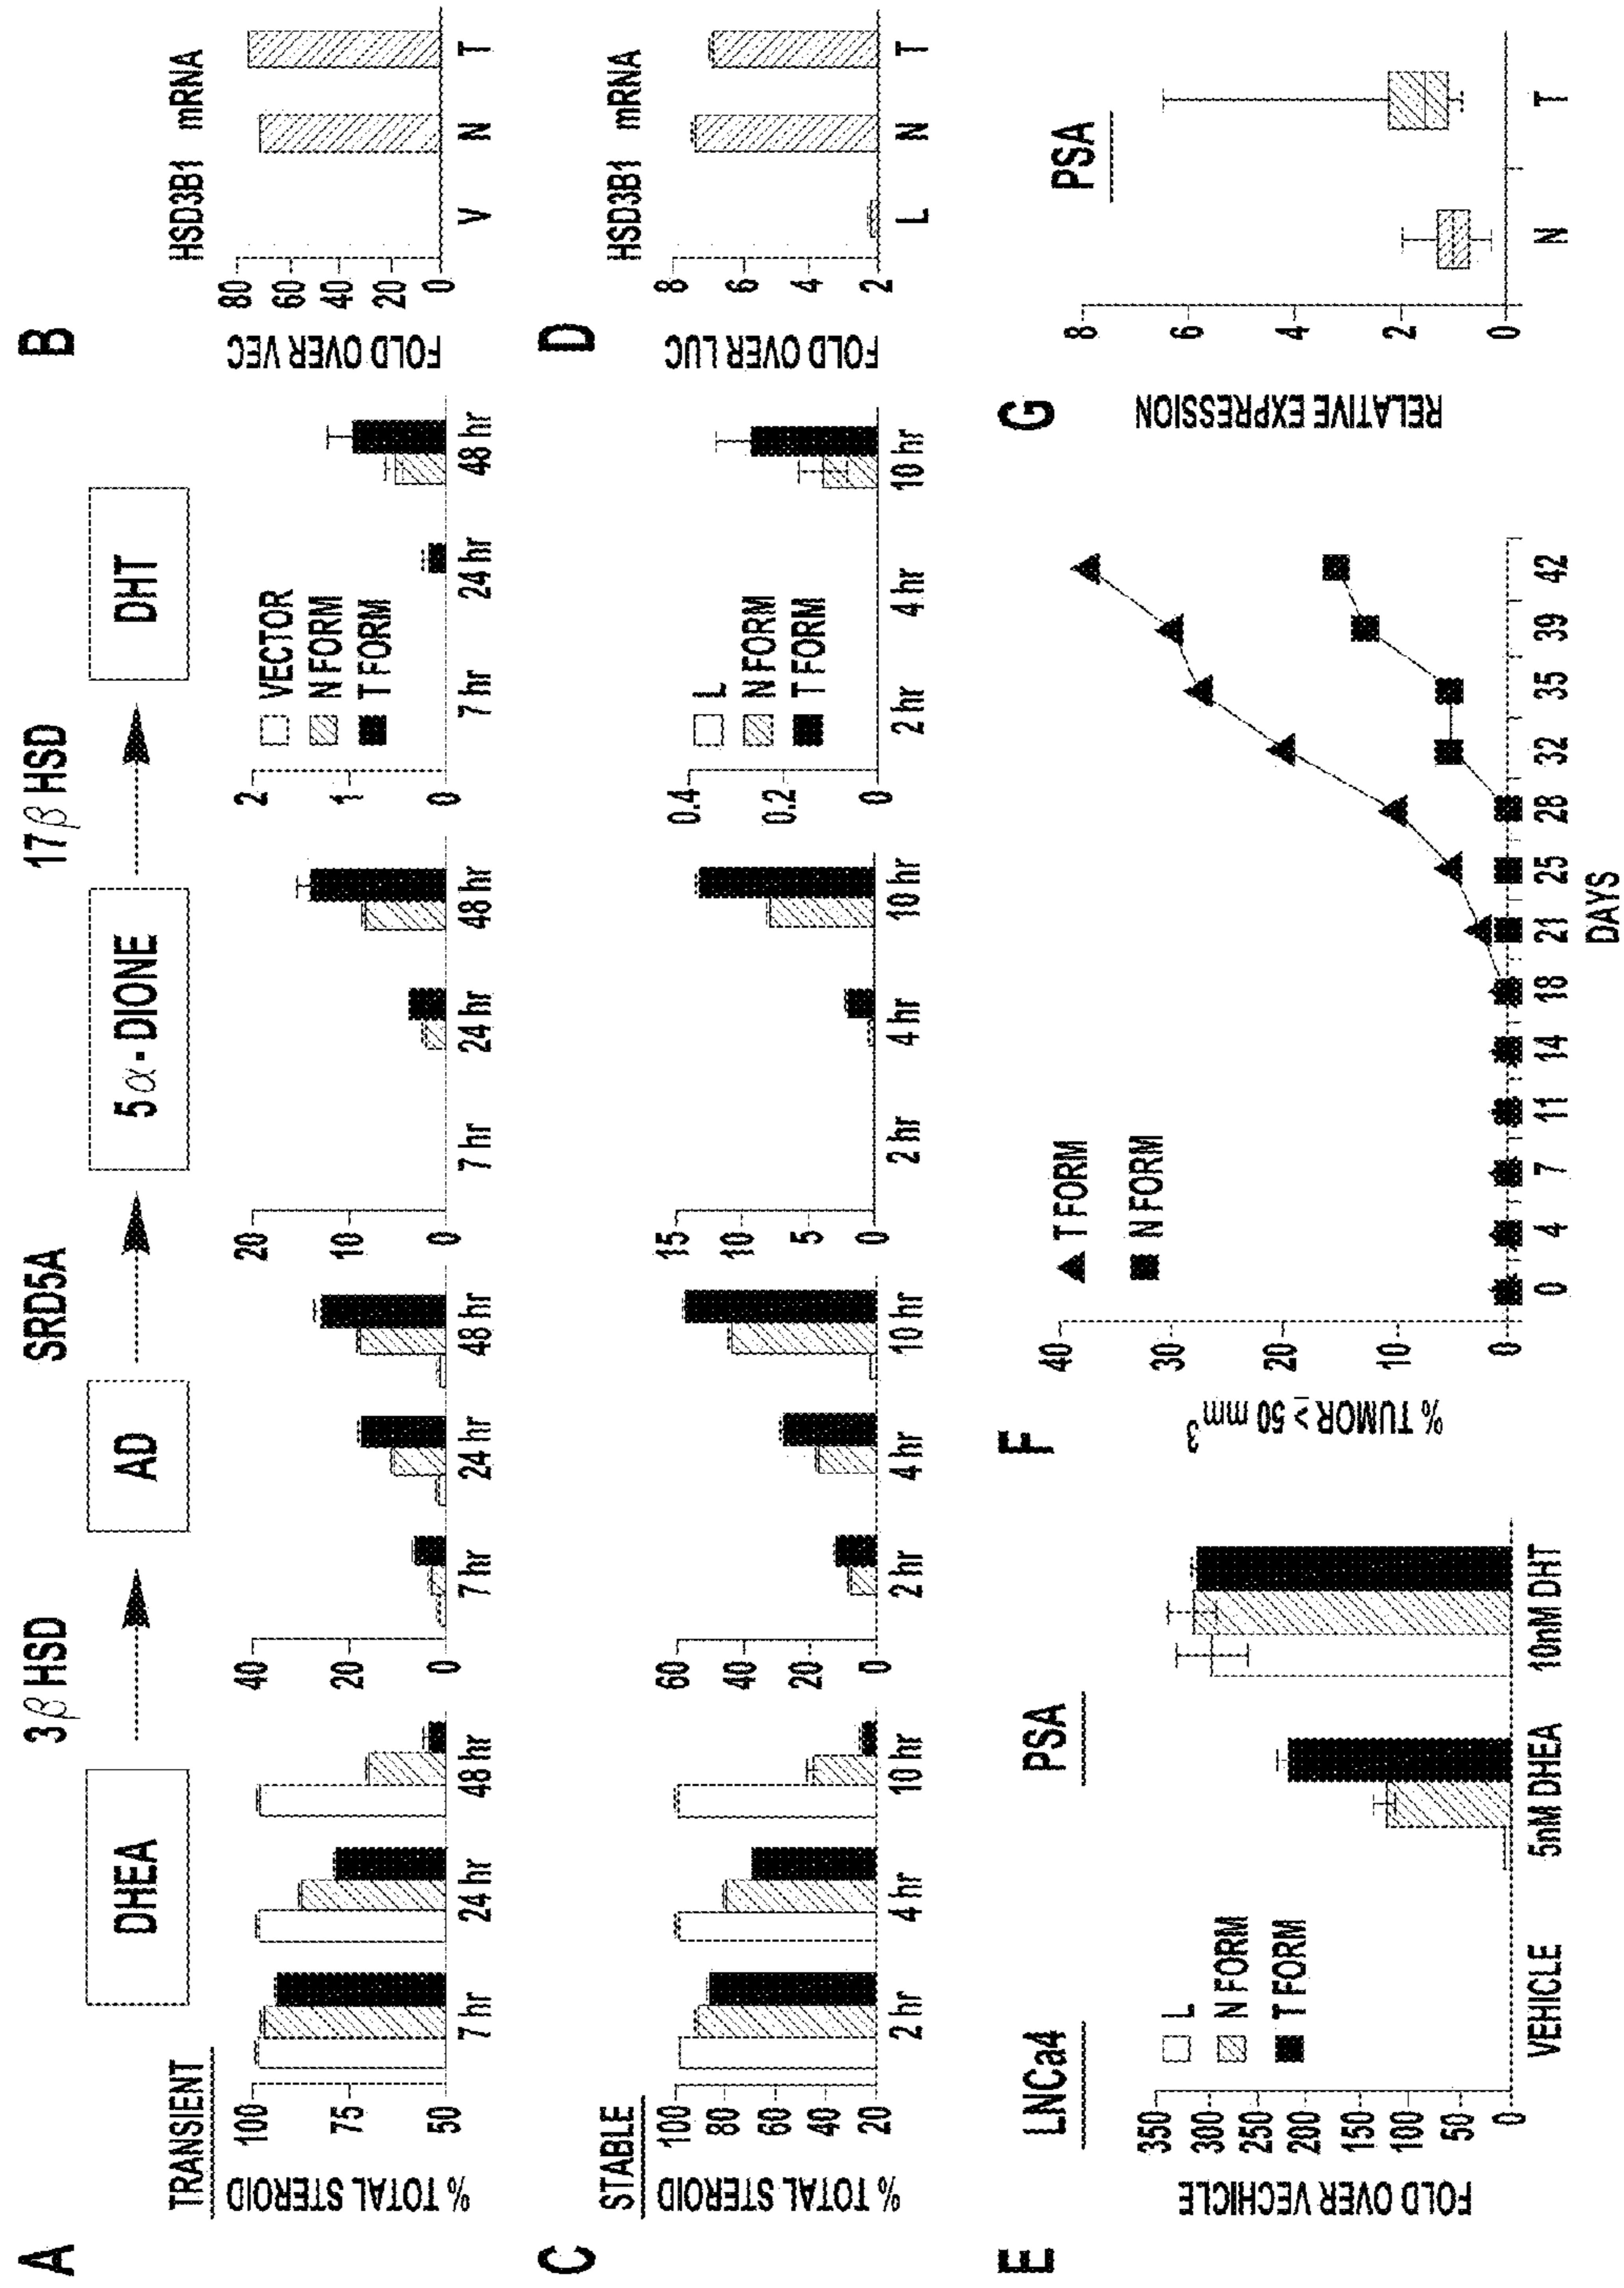 A
3β HSD
SRD5A
17β HSD
DHEA
AD
5α-DIONE
DHT
TRANSIENT
% TOTAL STEROID
100
75
50
7 hr
24 hr
48 hr
40
20
0
7 hr
24 hr
48 hr
20
10
0
7 hr
24 hr
48 hr
2
1
0
VECTOR
N FORM
T FORM
7 hr
24 hr
48 hr
B
HSD3B1 mRNA
FOLD OVER VEC
80
60
40
20
0
V
N
T
C
STABLE
% TOTAL STEROID
100
80
60
40
20
2 hr
4 hr
10 hr
60
40
20
0
2 hr
4 hr
10 hr
15
10
5
0
2 hr
4 hr
10 hr
0.4
0.2
0
L
N FORM
T FORM
2 hr
4 hr
10 hr
D
HSD3B1 mRNA
FOLD OVER LUC
8
6
4
2
L
N
T
E
LNCa4
PSA
FOLD OVER VECHICLE
350
300
250
200
150
100
50
0
L
N FORM
T FORM
VEHICLE
5nM DHEA
10nM DHT
F
% TUMOR ≥ 50 mm³
40
30
20
10
0
T FORM
N FORM
0
4
7
11
14
18
21
25
28
32
35
39
42
DAYS
G
PSA
RELATIVE EXPRESSION
8
6
4
2
0
N
T